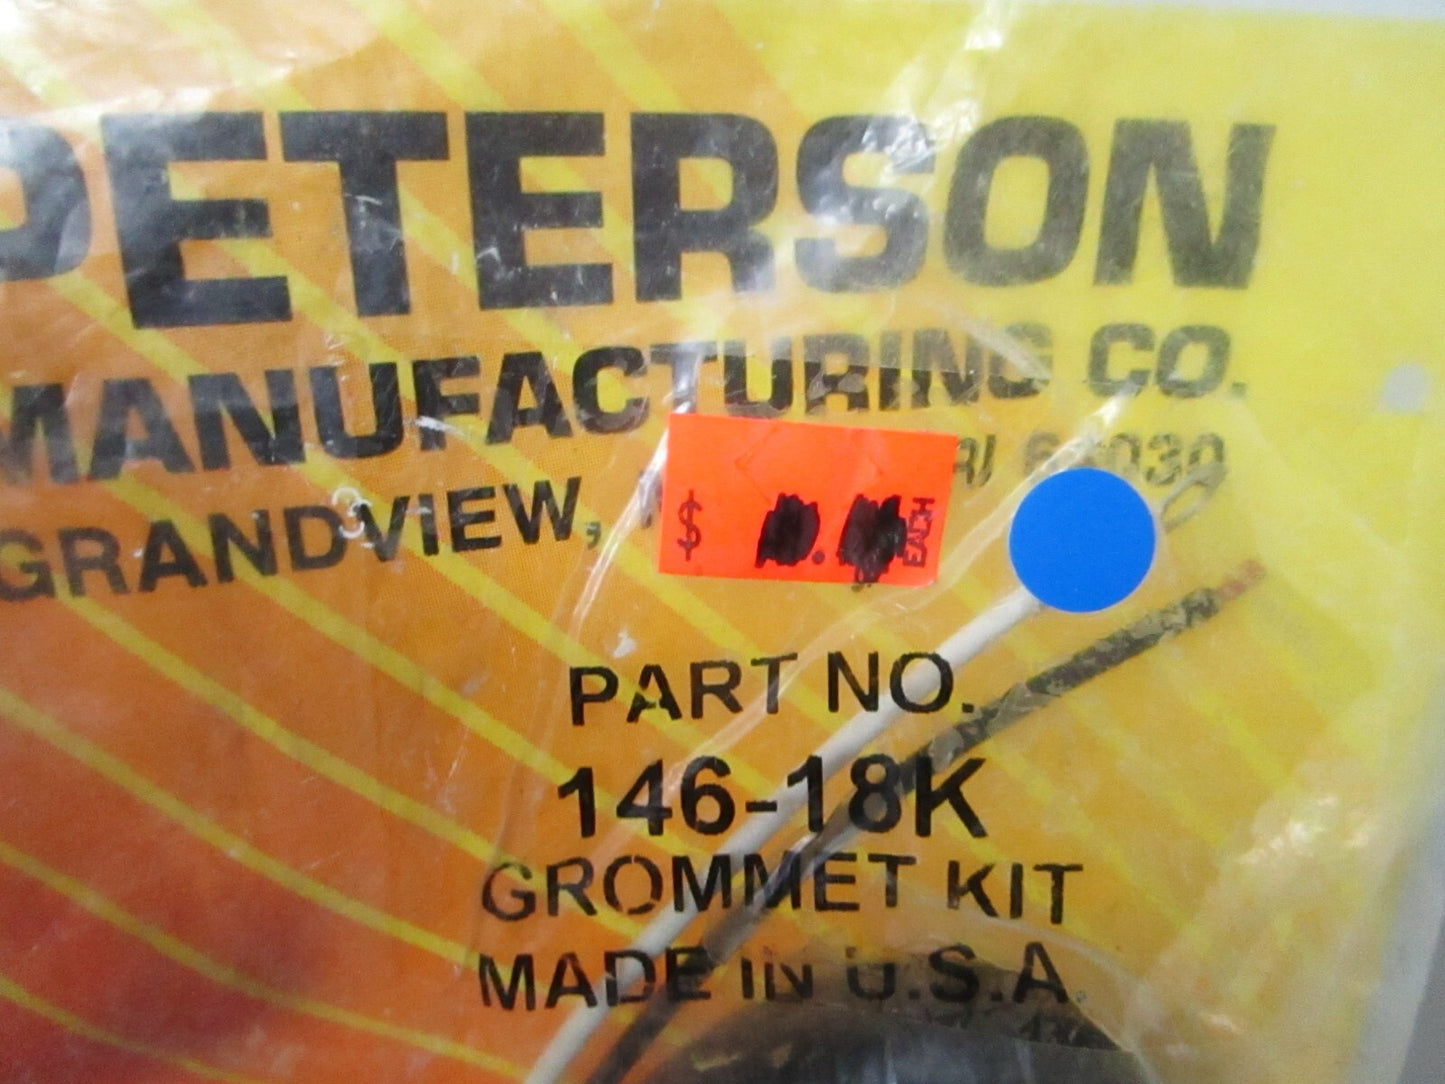 PETERSON
MANUFACTURING CO.
GRANDVIEW,
$ . EACH
PART NO.
146-18K
GROMMET KIT
MADE IN U.S.A.